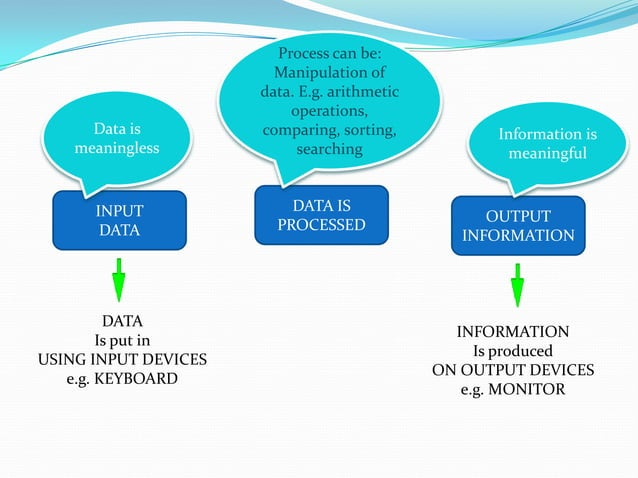 Process can be:
Manipulation of
data. E.g. arithmetic
operations,
comparing, sorting,
searching
Data is
meaningless
Information is
meaningful
INPUT
DATA
DATA IS
PROCESSED
OUTPUT
INFORMATION
DATA
Is put in
USING INPUT DEVICES
e.g. KEYBOARD
INFORMATION
Is produced
ON OUTPUT DEVICES
e.g. MONITOR